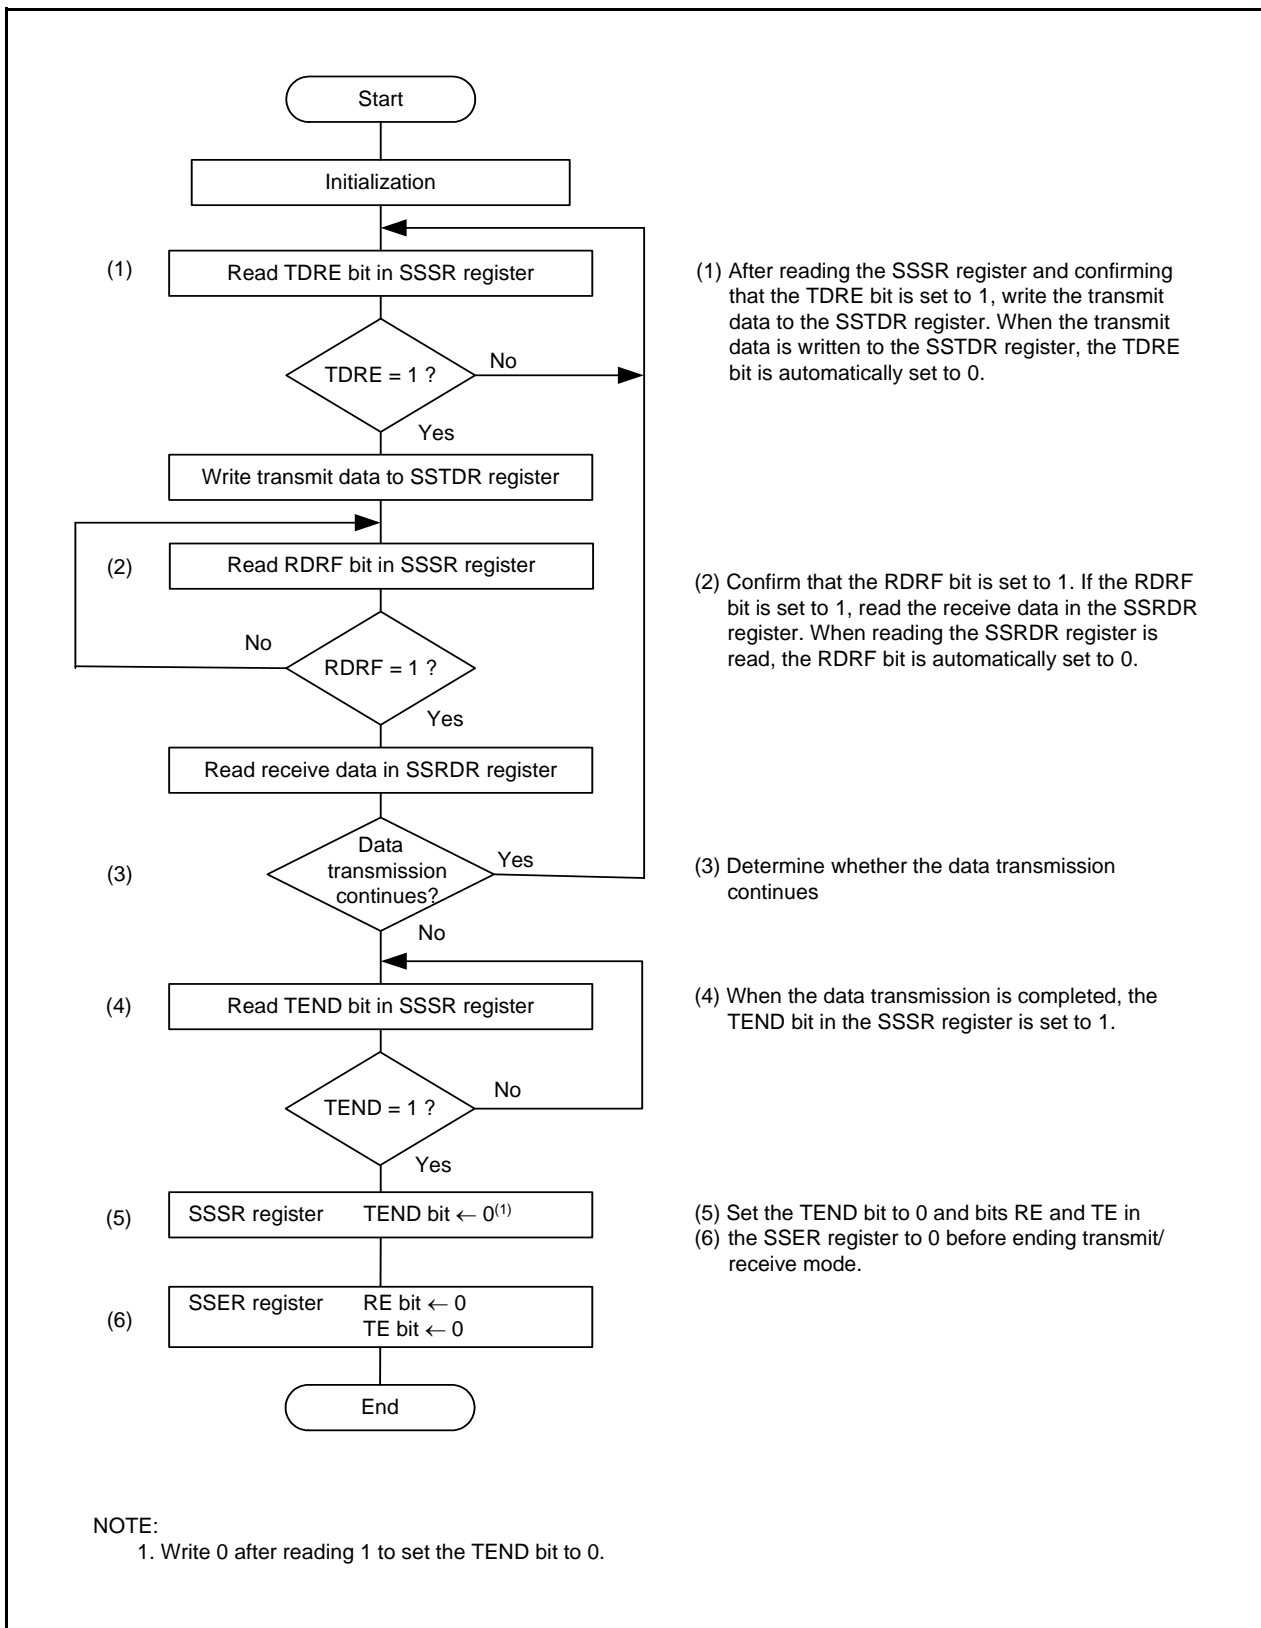 Start
Initialization
(1)
Read TDRE bit in SSSR register
(1) After reading the SSSR register and confirming
that the TDRE bit is set to 1, write the transmit
data to the SSTDR register. When the transmit
data is written to the SSTDR register, the TDRE
bit is automatically set to 0.
TDRE = 1 ?
No
Yes
Write transmit data to SSTDR register
(2)
Read RDRF bit in SSSR register
(2) Confirm that the RDRF bit is set to 1. If the RDRF
bit is set to 1, read the receive data in the SSRDR
register. When reading the SSRDR register is
read, the RDRF bit is automatically set to 0.
No
RDRF = 1 ?
Yes
Read receive data in SSRDR register
(3)
Data
transmission
continues?
Yes
(3) Determine whether the data transmission
continues
No
(4)
Read TEND bit in SSSR register
(4) When the data transmission is completed, the
TEND bit in the SSSR register is set to 1.
TEND = 1 ?
No
Yes
(5)
SSSR register TEND bit ← 0(1)
(5) Set the TEND bit to 0 and bits RE and TE in
(6) the SSER register to 0 before ending transmit/
receive mode.
(6)
SSER register RE bit ← 0
TE bit ← 0
End
NOTE:
1. Write 0 after reading 1 to set the TEND bit to 0.